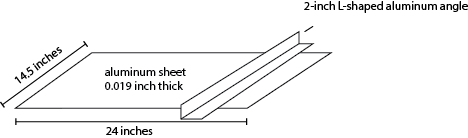 2-inch L-shaped aluminum angle
14.5 inches
aluminum sheet
0.019 inch thick
24 inches